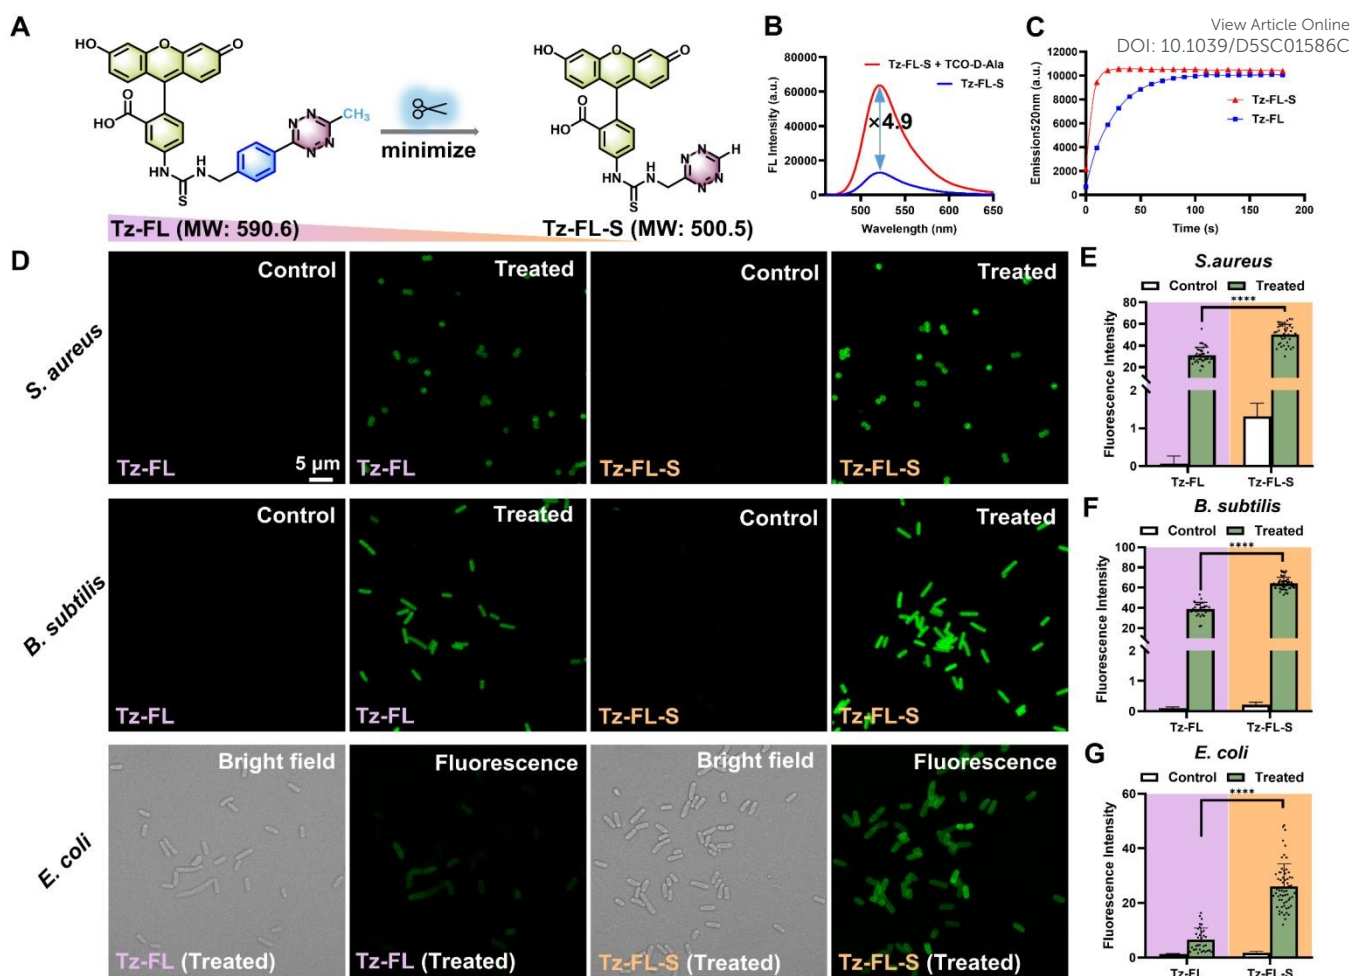 View Article Online
DOI: 10.1039/D5SC01586C
A
HO
O
O
O
HO
CH₃
N N
N N
NH HN
S
minimize
HO
O
O
O
HO
N N
N N
H
NH HN
S
Tz-FL (MW: 590.6)
Tz-FL-S (MW: 500.5)
B
Tz-FL-S + TCO-D-Ala
Tz-FL-S
×4.9
FL Intensity (a.u.)
80000
60000
40000
20000
0
500 550 600 650
Wavelength (nm)
C
Emission520nm (a.u.)
12000
10000
8000
6000
4000
2000
0
Tz-FL-S
Tz-FL
0 50 100 150 200
Time (s)
D
S. aureus
Control
Tz-FL
5 μm
Treated
Tz-FL
Control
Tz-FL-S
Treated
Tz-FL-S
B. subtilis
Control
Tz-FL
Treated
Tz-FL
Control
Tz-FL-S
Treated
Tz-FL-S
E. coli
Bright field
Tz-FL (Treated)
Fluorescence
Tz-FL (Treated)
Bright field
Tz-FL-S (Treated)
Fluorescence
Tz-FL-S (Treated)
E
S.aureus
Control Treated
****
Fluorescence Intensity
80
60
40
20
2
1
0
Tz-FL Tz-FL-S
F
B. subtilis
Control Treated
****
Fluorescence Intensity
100
80
60
40
20
2
1
0
Tz-FL Tz-FL-S
G
E. coli
Control Treated
****
Fluorescence Intensity
60
40
20
0
Tz-FL Tz-FL-S